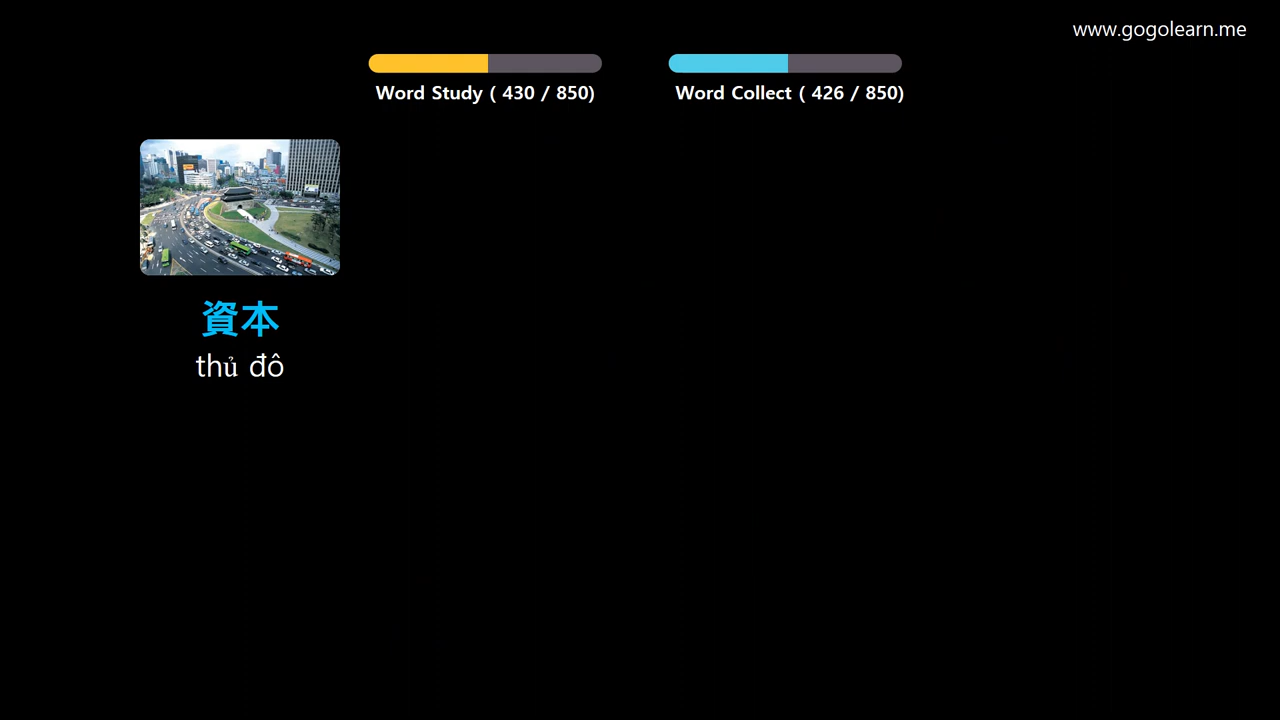 www.gogolearn.me
Word Study ( 430 / 850)
Word Collect ( 426 / 850)
資本
thủ đô